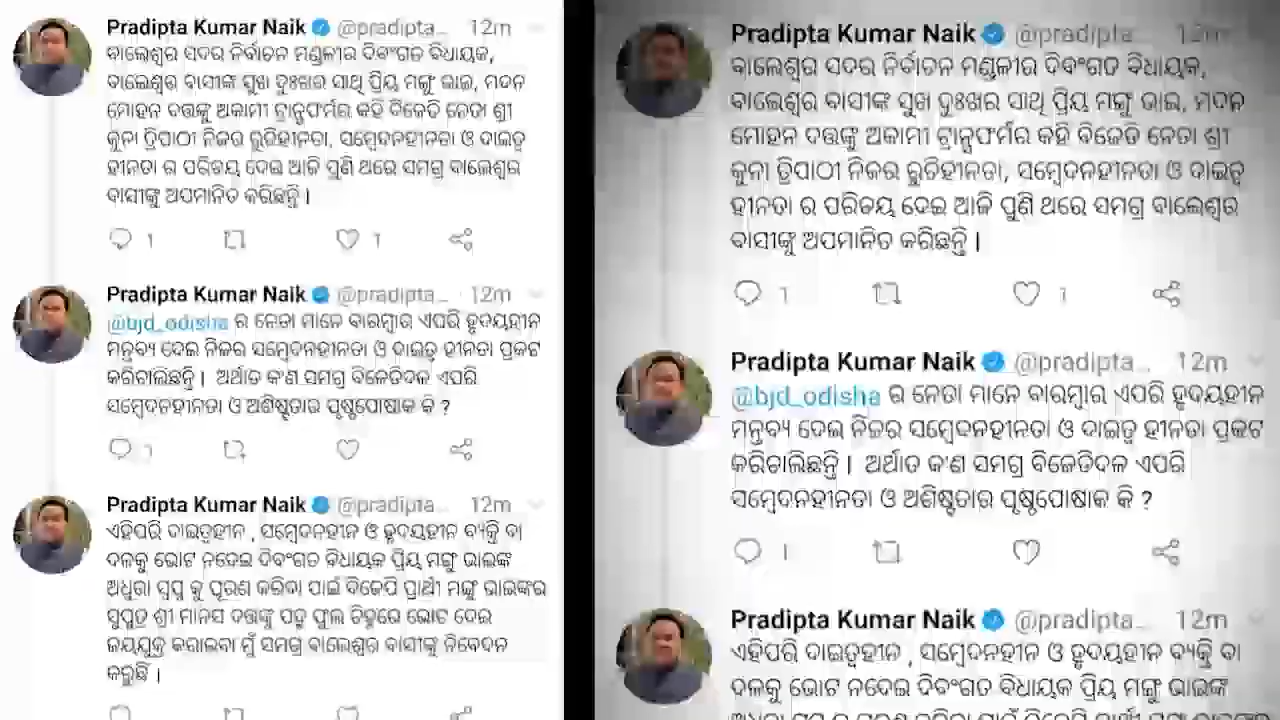 Pradipta Kumar Naik @pradipta... 12m
ବାଲେଶ୍ୱର ସଦର ନିର୍ବାଚନ ମଣ୍ଡଳୀର ଦିବଂଗତ ବିଧାୟକ,
ବାଲେଶ୍ୱର ବାସୀଙ୍କ ସୁଖ ଦୁଃଖର ସାଥି ପ୍ରିୟ ମଙ୍ଗୁ ଭାଇ, ମଦନ
ମୋହନ ଦତ୍ତଙ୍କୁ ଅକାମୀ ଟ୍ରାନ୍ସଫର୍ମର କହି ବିଜେଡି ନେତା ଶ୍ରୀ
କୁନା ତ୍ରିପାଠୀ ନିଜର ରୁଚିହୀନତା, ସମ୍ବେଦନହୀନତା ଓ ଦାଇତ୍ୱ
ହୀନତା ର ପରିଚୟ ଦେଇ ଆଜି ପୁଣି ଥରେ ସମଗ୍ର ବାଲେଶ୍ୱର
ବାସୀଙ୍କୁ ଅପମାନିତ କରିଛନ୍ତି ।
1 1
Pradipta Kumar Naik @pradipta... 12m
@bjd_odisha ର ନେତା ମାନେ ବାରମ୍ବାର ଏପରି ହୃଦୟହୀନ
ମନ୍ତବ୍ୟ ଦେଇ ନିଜର ସମ୍ବେଦନହୀନତା ଓ ଦାଇତ୍ୱ ହୀନତା ପ୍ରକଟ
କରିଚାଲିଛନ୍ତି । ଅର୍ଥାତ କ'ଣ ସମଗ୍ର ବିଜେଡିଦଳ ଏପରି
ସମ୍ବେଦନହୀନତା ଓ ଅଶିଷ୍ଟତାର ପୃଷ୍ଠପୋଷାକ କି ?
1
Pradipta Kumar Naik @pradipta... 12m
ଏହିପରି ଦାଇତ୍ୱହୀନ , ସମ୍ବେଦନହୀନ ଓ ହୃଦୟହୀନ ବ୍ୟକ୍ତି ବା
ଦଳକୁ ଭୋଟ ନଦେଇ ଦିବଂଗତ ବିଧାୟକ ପ୍ରିୟ ମଙ୍ଗୁ ଭାଇଙ୍କ
ଅଧୁରା ସ୍ୱପ୍ନ କୁ ପୂରଣ କରିବା ପାଇଁ ବିଜେପି ପ୍ରାର୍ଥୀ ମଙ୍ଗୁ ଭାଇଙ୍କର
ସୁପୁତ୍ର ଶ୍ରୀ ମାନସ ଦତ୍ତଙ୍କୁ ପଦ୍ମ ଫୁଲ ଚିହ୍ନରେ ଭୋଟ ଦେଇ
ଜୟଯୁକ୍ତ କରାଇବା ମୁଁ ସମଗ୍ର ବାଲେଶ୍ୱର ବାସୀଙ୍କୁ ନିବେଦନ
କରୁଛି ।
Pradipta Kumar Naik @pradipta... 12m
ବାଲେଶ୍ୱର ସଦର ନିର୍ବାଚନ ମଣ୍ଡଳୀର ଦିବଂଗତ ବିଧାୟକ,
ବାଲେଶ୍ୱର ବାସୀଙ୍କ ସୁଖ ଦୁଃଖର ସାଥି ପ୍ରିୟ ମଙ୍ଗୁ ଭାଇ, ମଦନ
ମୋହନ ଦତ୍ତଙ୍କୁ ଅକାମୀ ଟ୍ରାନ୍ସଫର୍ମର କହି ବିଜେଡି ନେତା ଶ୍ରୀ
କୁନା ତ୍ରିପାଠୀ ନିଜର ରୁଚିହୀନତା, ସମ୍ବେଦନହୀନତା ଓ ଦାଇତ୍ୱ
ହୀନତା ର ପରିଚୟ ଦେଇ ଆଜି ପୁଣି ଥରେ ସମଗ୍ର ବାଲେଶ୍ୱର
ବାସୀଙ୍କୁ ଅପମାନିତ କରିଛନ୍ତି ।
1 1
Pradipta Kumar Naik @pradipta... 12m
@bjd_odisha ର ନେତା ମାନେ ବାରମ୍ବାର ଏପରି ହୃଦୟହୀନ
ମନ୍ତବ୍ୟ ଦେଇ ନିଜର ସମ୍ବେଦନହୀନତା ଓ ଦାଇତ୍ୱ ହୀନତା ପ୍ରକଟ
କରିଚାଲିଛନ୍ତି । ଅର୍ଥାତ କ'ଣ ସମଗ୍ର ବିଜେଡିଦଳ ଏପରି
ସମ୍ବେଦନହୀନତା ଓ ଅଶିଷ୍ଟତାର ପୃଷ୍ଠପୋଷାକ କି ?
1
Pradipta Kumar Naik @pradipta... 12m
ଏହିପରି ଦାଇତ୍ୱହୀନ , ସମ୍ବେଦନହୀନ ଓ ହୃଦୟହୀନ ବ୍ୟକ୍ତି ବା
ଦଳକୁ ଭୋଟ ନଦେଇ ଦିବଂଗତ ବିଧାୟକ ପ୍ରିୟ ମଙ୍ଗୁ ଭାଇଙ୍କ